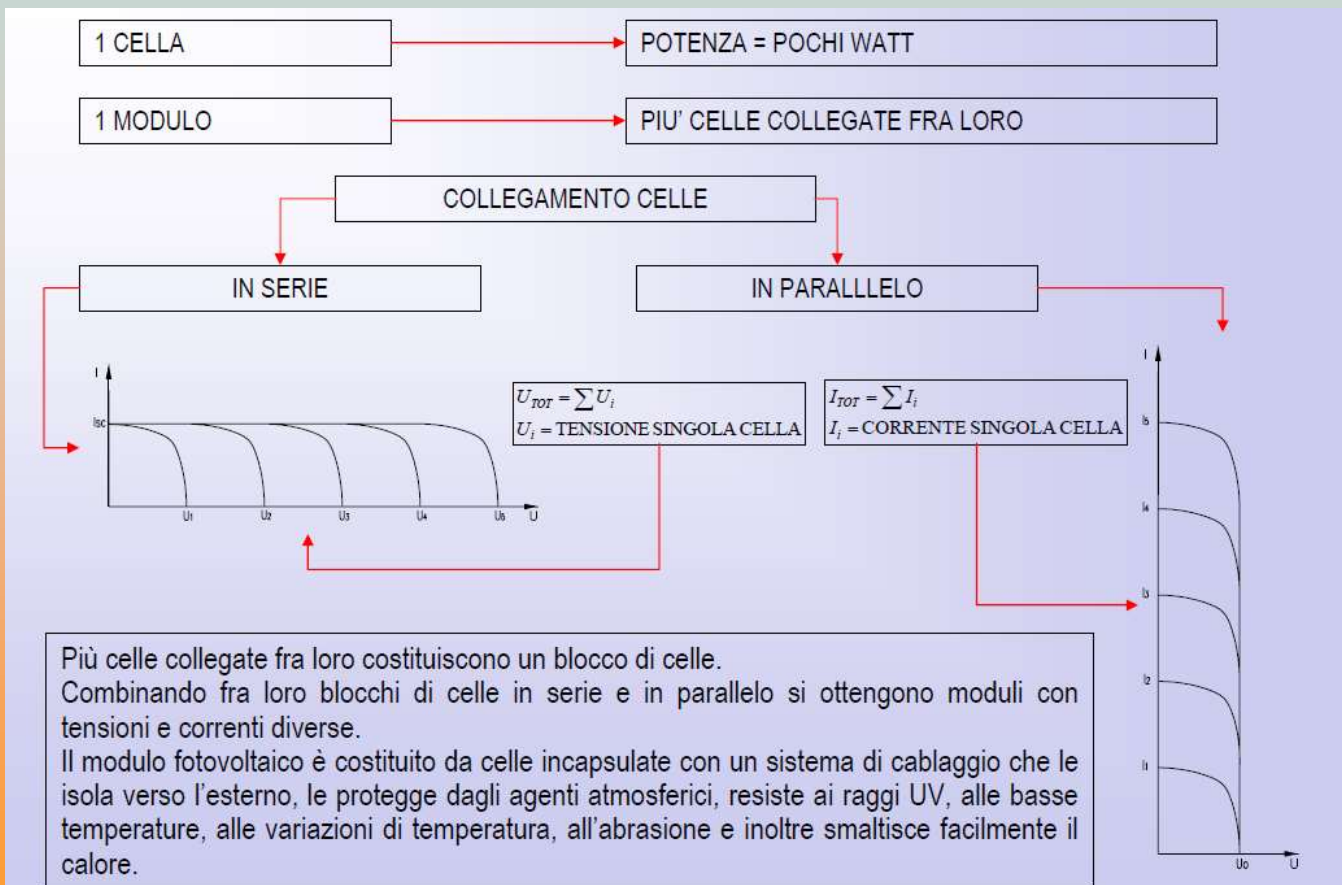 1 CELLA
POTENZA = POCHI WATT
1 MODULO
PIU' CELLE COLLEGATE FRA LORO
COLLEGAMENTO CELLE
IN SERIE
IN PARALLLELO
I
Isc
U1 U2 U3 U4 U5 U
U_TOT = ∑ U_i
U_i = TENSIONE SINGOLA CELLA
I_TOT = ∑ I_i
I_i = CORRENTE SINGOLA CELLA
I
I5
I4
I3
I2
I1
U0 U
Più celle collegate fra loro costituiscono un blocco di celle.
Combinando fra loro blocchi di celle in serie e in parallelo si ottengono moduli con
tensioni e correnti diverse.
Il modulo fotovoltaico è costituito da celle incapsulate con un sistema di cablaggio che le
isola verso l'esterno, le protegge dagli agenti atmosferici, resiste ai raggi UV, alle basse
temperature, alle variazioni di temperatura, all'abrasione e inoltre smaltisce facilmente il
calore.